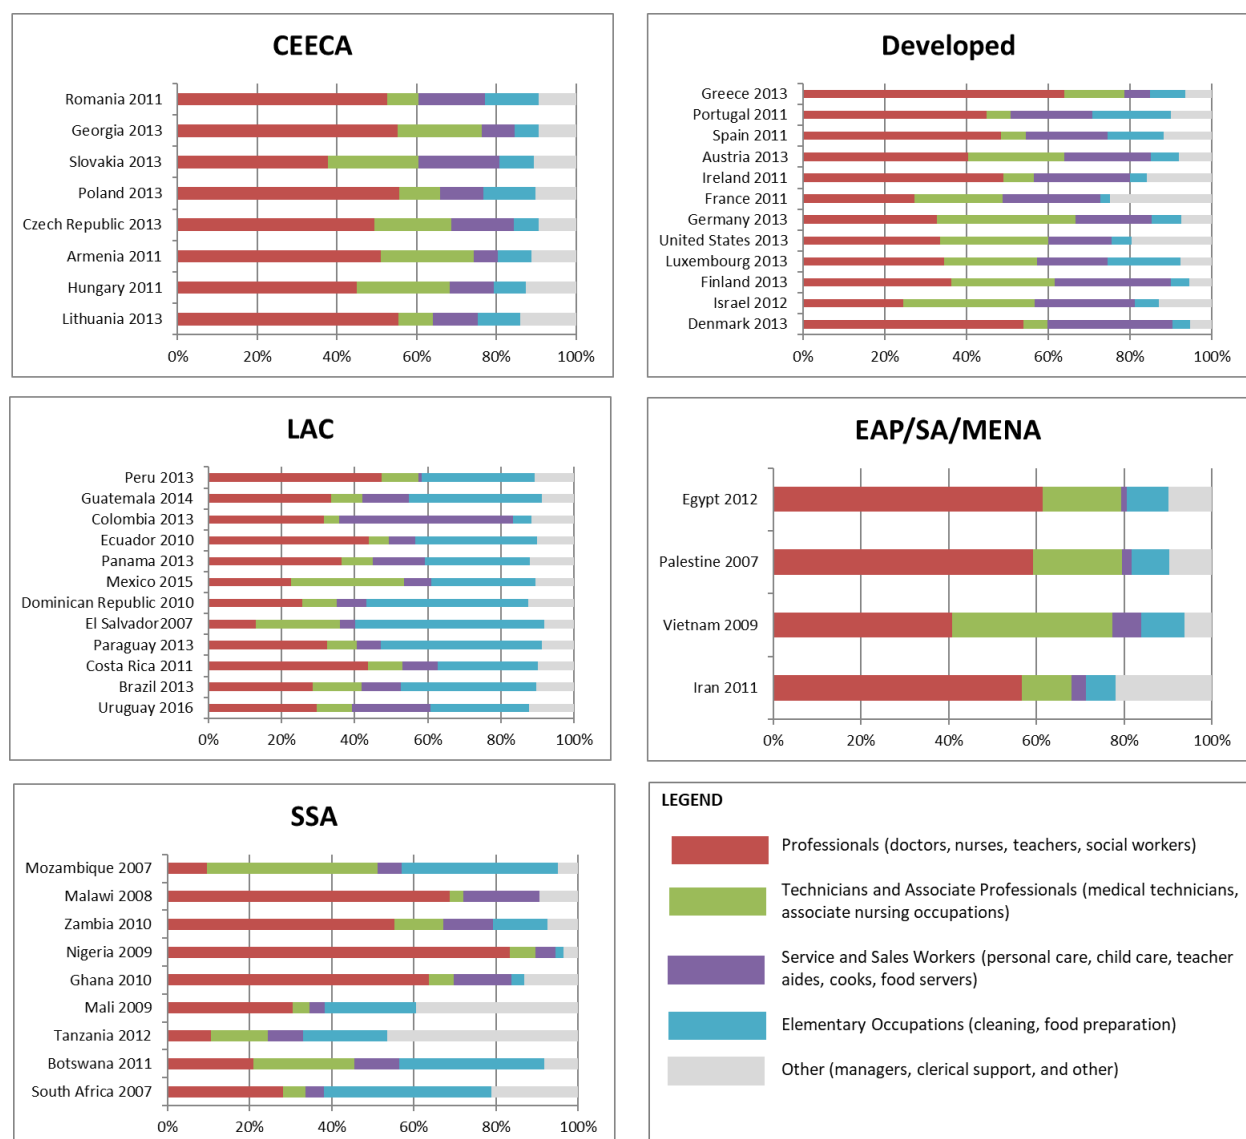 CEECA
Romania 2011
Georgia 2013
Slovakia 2013
Poland 2013
Czech Republic 2013
Armenia 2011
Hungary 2011
Lithuania 2013
0% 20% 40% 60% 80% 100%
Developed
Greece 2013
Portugal 2011
Spain 2011
Austria 2013
Ireland 2011
France 2011
Germany 2013
United States 2013
Luxembourg 2013
Finland 2013
Israel 2012
Denmark 2013
0% 20% 40% 60% 80% 100%
LAC
Peru 2013
Guatemala 2014
Colombia 2013
Ecuador 2010
Panama 2013
Mexico 2015
Dominican Republic 2010
El Salvador2007
Paraguay 2013
Costa Rica 2011
Brazil 2013
Uruguay 2016
0% 20% 40% 60% 80% 100%
EAP/SA/MENA
Egypt 2012
Palestine 2007
Vietnam 2009
Iran 2011
0% 20% 40% 60% 80% 100%
SSA
Mozambique 2007
Malawi 2008
Zambia 2010
Nigeria 2009
Ghana 2010
Mali 2009
Tanzania 2012
Botswana 2011
South Africa 2007
0% 20% 40% 60% 80% 100%
LEGEND
Professionals (doctors, nurses, teachers, social workers)
Technicians and Associate Professionals (medical technicians,
associate nursing occupations)
Service and Sales Workers (personal care, child care, teacher
aides, cooks, food servers)
Elementary Occupations (cleaning, food preparation)
Other (managers, clerical support, and other)